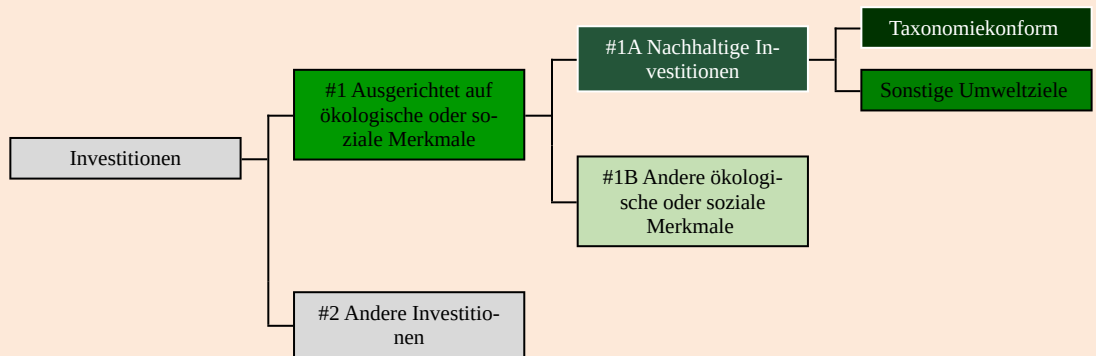 Taxonomiekonform
#1A Nachhaltige In-
vestitionen
Sonstige Umweltziele
#1 Ausgerichtet auf
ökologische oder so-
ziale Merkmale
Investitionen
#1B Andere ökologi-
sche oder soziale
Merkmale
#2 Andere Investitio-
nen